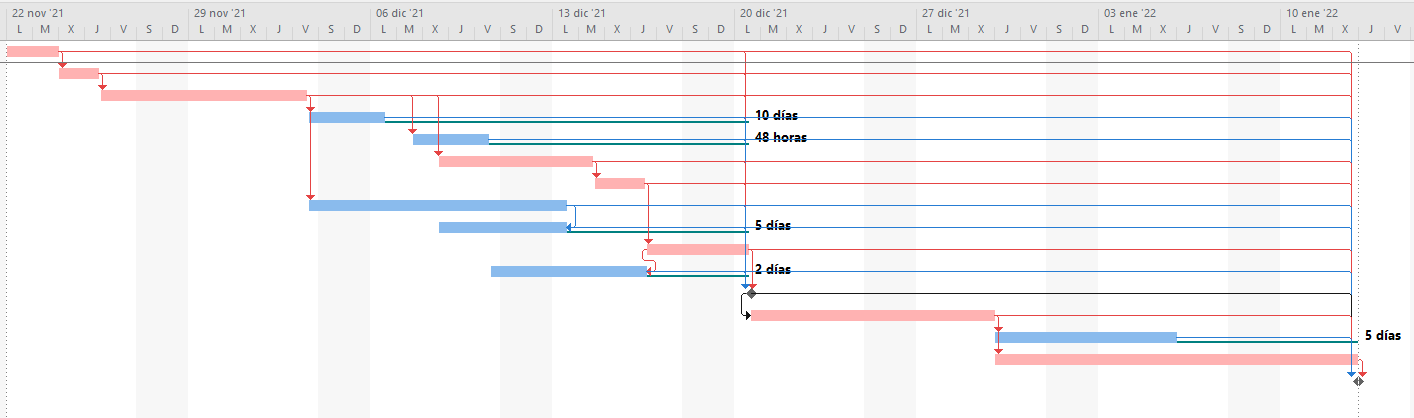 22 nov '21 29 nov '21 06 dic '21 13 dic '21 20 dic '21 27 dic '21 03 ene '22 10 ene '22
L M X J V S D L M X J V S D L M X J V S D L M X J V S D L M X J V S D L M X J V S D L M X J V S D L M X J V
10 días
48 horas
5 días
2 días
5 días